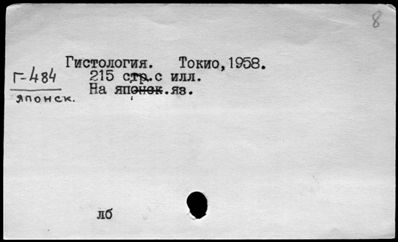 8
Гистология. Токио,1958.
Г-484
215 стр.с илл.
японск.
На японск.яз.
лб